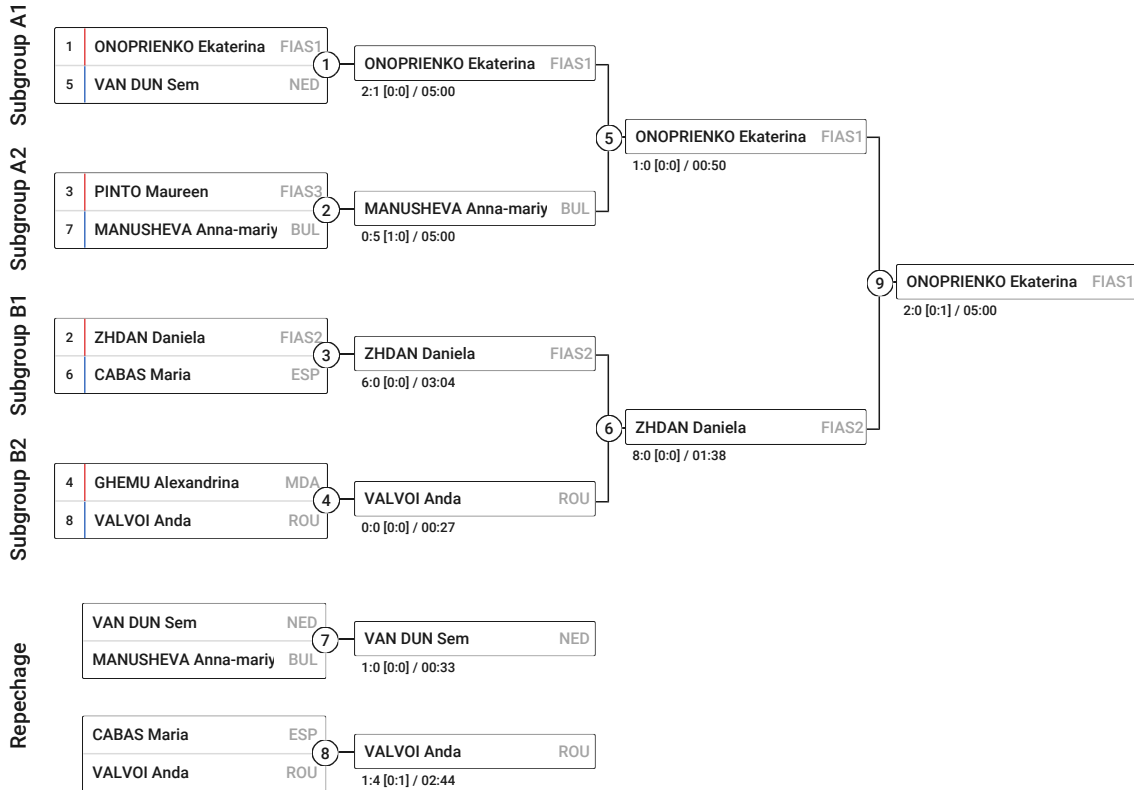 Subgroup A1
1 ONOPRIENKO Ekaterina FIAS1
5 VAN DUN Sem NED
1
ONOPRIENKO Ekaterina FIAS1
2:1 [0:0] / 05:00
Subgroup A2
3 PINTO Maureen FIAS3
7 MANUSHEVA Anna-mariy BUL
2
MANUSHEVA Anna-mariy BUL
0:5 [1:0] / 05:00
5
ONOPRIENKO Ekaterina FIAS1
1:0 [0:0] / 00:50
Subgroup B1
2 ZHDAN Daniela FIAS2
6 CABAS Maria ESP
3
ZHDAN Daniela FIAS2
6:0 [0:0] / 03:04
Subgroup B2
4 GHEMU Alexandrina MDA
8 VALVOI Anda ROU
4
VALVOI Anda ROU
0:0 [0:0] / 00:27
6
ZHDAN Daniela FIAS2
8:0 [0:0] / 01:38
9
ONOPRIENKO Ekaterina FIAS1
2:0 [0:1] / 05:00
Repechage
VAN DUN Sem NED
MANUSHEVA Anna-mariy BUL
7
VAN DUN Sem NED
1:0 [0:0] / 00:33
CABAS Maria ESP
VALVOI Anda ROU
8
VALVOI Anda ROU
1:4 [0:1] / 02:44